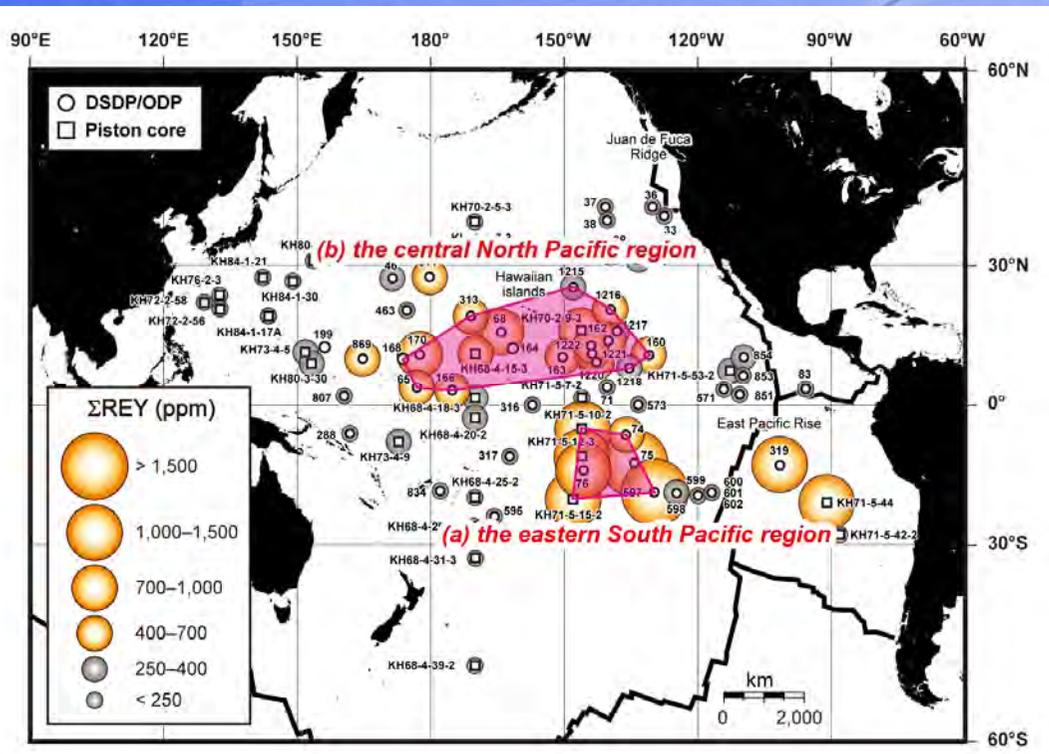 90°E 120°E 150°E 180° 150°W 120°W 90°W 60°W
60°N
DSDP/ODP
Piston core
Juan de Fuca
Ridge
KH70-2-5-3
37
36
38
33
(b) the central North Pacific region
30°N
KH84-1-21
KH76-2-3
KH72-2-58
KH84-1-30
KH72-2-56
KH84-1-17A
Hawaiian
islands
1215
1216
463
313
68
KH70-2-9-3
162
1217
199
KH73-4-5
869
168
170
KH68-4-15-3
164
1222
163
1221
1220
160
854
KH80-3-30
65
166
1218
KH71-5-53-2
853
807
KH68-4-18-3
KH71-5-7-2
316
71
573
571
851
83
0°
288
KH68-4-20-2
KH71-5-10-2
74
East Pacific Rise
KH73-4-9
317
KH71-5-12-3
75
319
76
834
KH68-4-25-2
597
599
600
601
602
598
KH71-5-44
595
KH71-5-15-2
(a) the eastern South Pacific region
KH71-5-42-2
30°S
KH68-4-31-3
KH68-4-39-2
ΣREY (ppm)
> 1,500
1,000–1,500
700–1,000
400–700
250–400
< 250
km
0 2,000
60°S